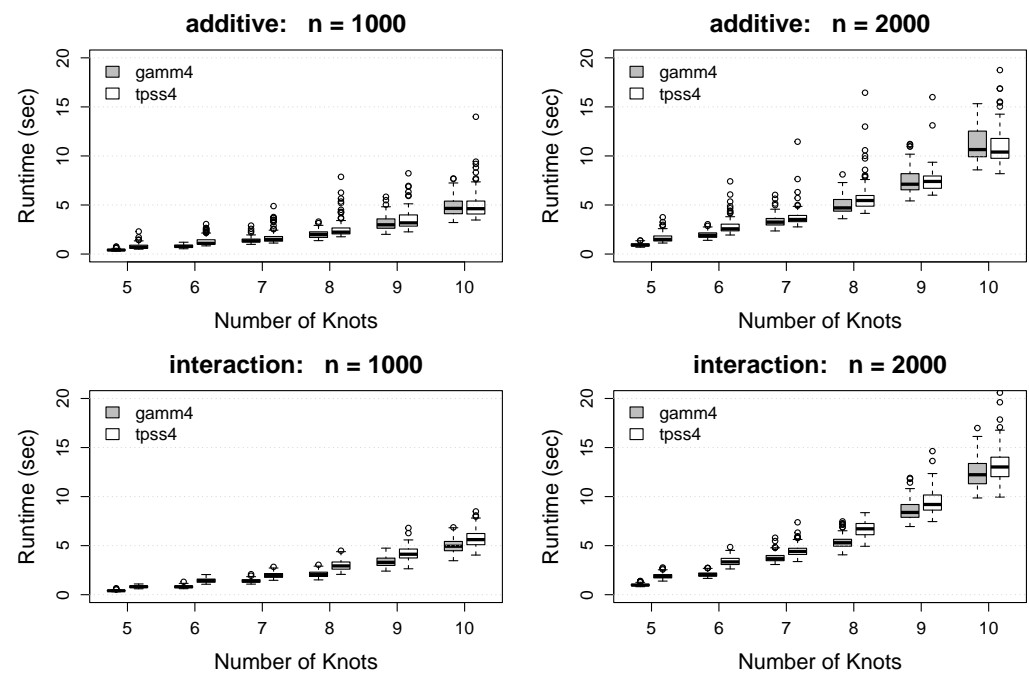 additive: n = 1000
Runtime (sec)
20
15
10
5
0
gamm4
tpss4
5 6 7 8 9 10
Number of Knots
additive: n = 2000
Runtime (sec)
20
15
10
5
0
gamm4
tpss4
5 6 7 8 9 10
Number of Knots
interaction: n = 1000
Runtime (sec)
20
15
10
5
0
gamm4
tpss4
5 6 7 8 9 10
Number of Knots
interaction: n = 2000
Runtime (sec)
20
15
10
5
0
gamm4
tpss4
5 6 7 8 9 10
Number of Knots